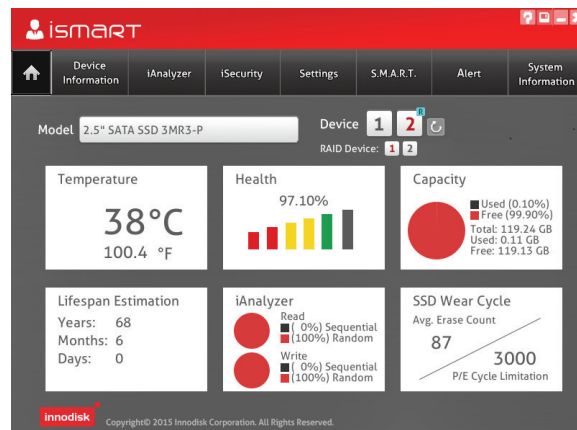 ismart
Device Information
iAnalyzer
iSecurity
Settings
S.M.A.R.T.
Alert
System Information
Model 2.5" SATA SSD 3MR3-P
Device 1 2 R
RAID Device: 1 2
Temperature
38°C
100.4 °F
Health
97.10%
Capacity
Used (0.10%)
Free (99.90%)
Total: 119.24 GB
Used: 0.11 GB
Free: 119.13 GB
Lifespan Estimation
Years: 68
Months: 6
Days: 0
iAnalyzer
Read
( 0%) Sequential
(100%) Random
Write
( 0%) Sequential
(100%) Random
SSD Wear Cycle
Avg. Erase Count
87
3000
P/E Cycle Limitation
innodisk
Copyright© 2015 Innodisk Corporation. All Rights Reserved.